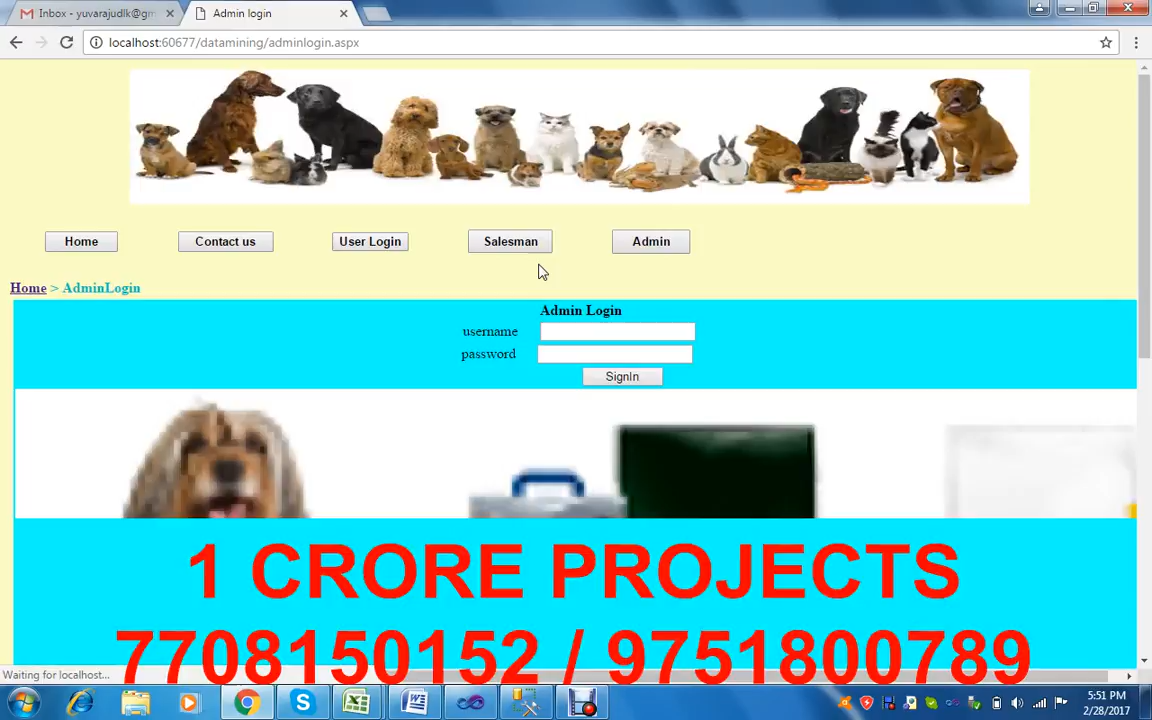 Inbox - yuvarajudlk@gm
Admin login
localhost:60677/datamining/adminlogin.aspx
Home
Contact us
User Login
Salesman
Admin
Home > AdminLogin
Admin Login
username
password
SignIn
1 CRORE PROJECTS
7708150152 / 9751800789
Waiting for localhost...
5:51 PM
2/28/2017